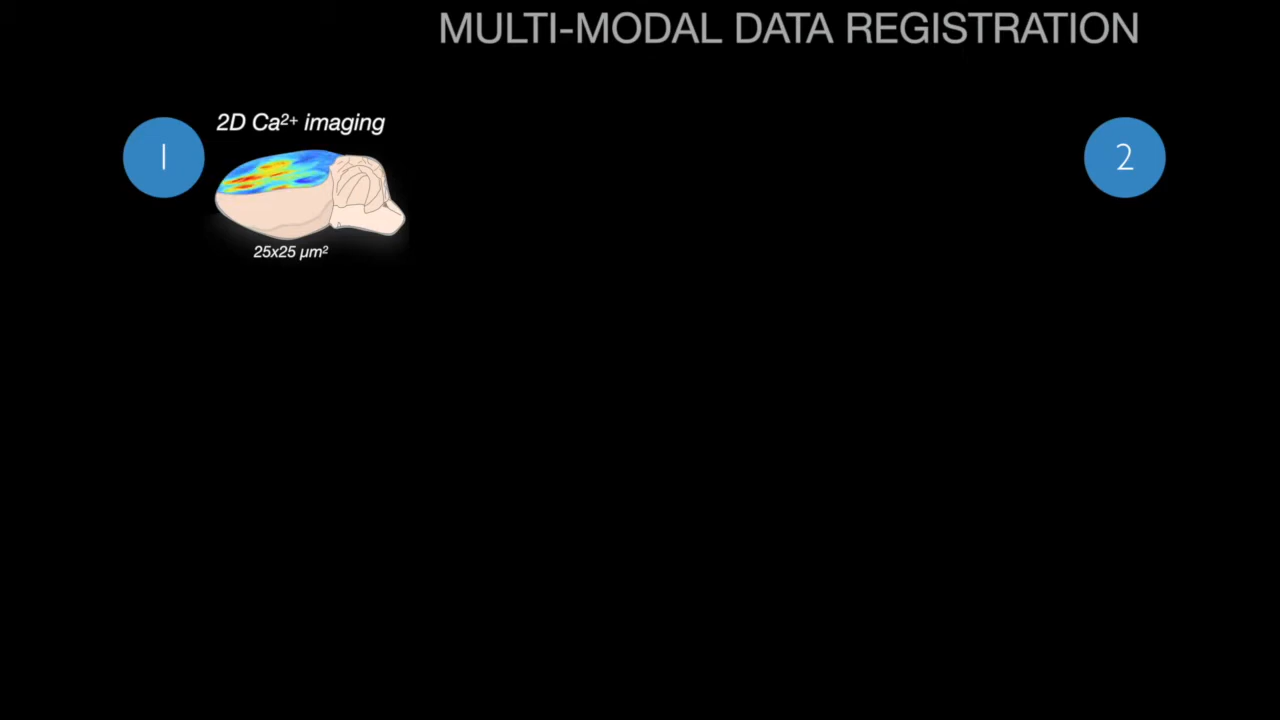 MULTI-MODAL DATA REGISTRATION
1
2D Ca²⁺ imaging
25x25 µm²
2